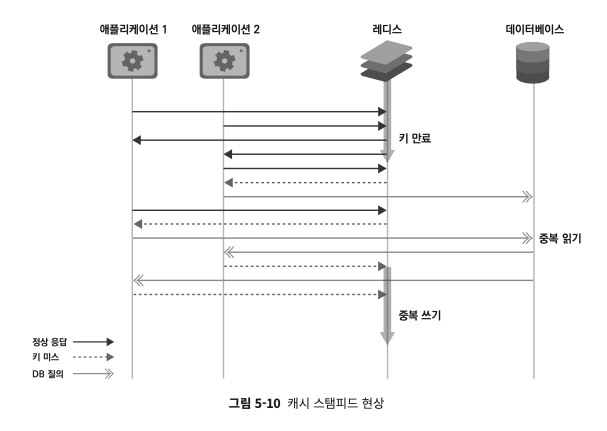 애플리케이션 1
애플리케이션 2
레디스
데이터베이스
키 만료
중복 읽기
중복 쓰기
정상 응답
키 미스
DB 질의
그림 5-10 캐시 스탬피드 현상